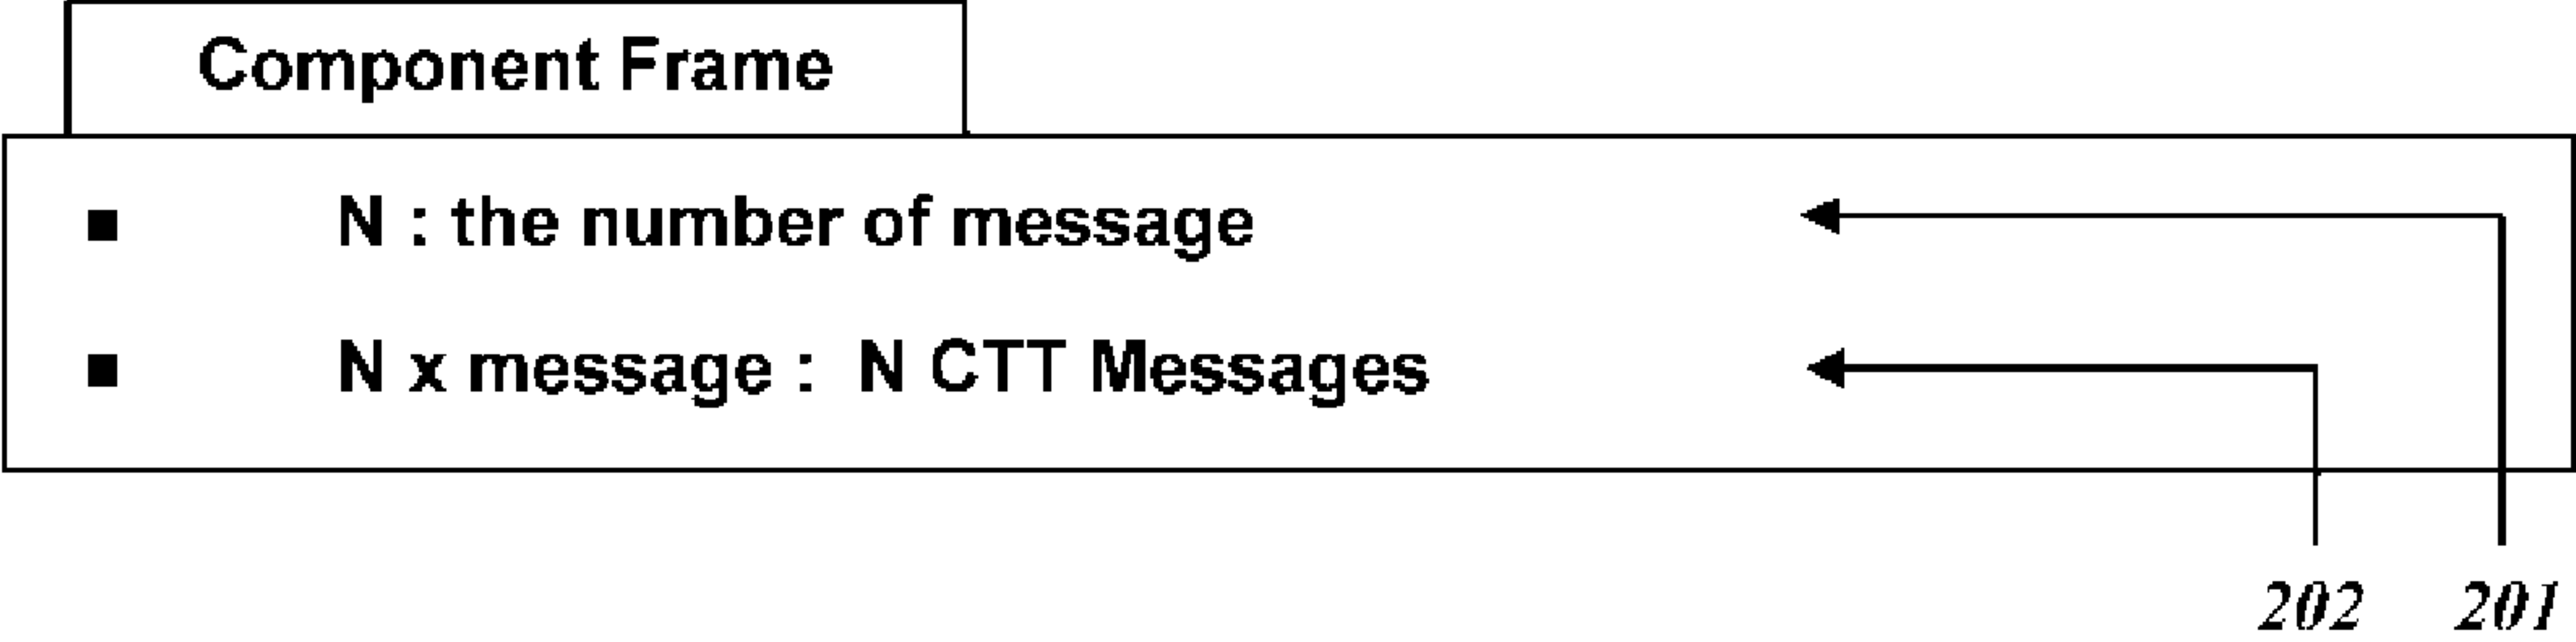 Component Frame
■ N : the number of message
■ N x message : N CTT Messages
202 201